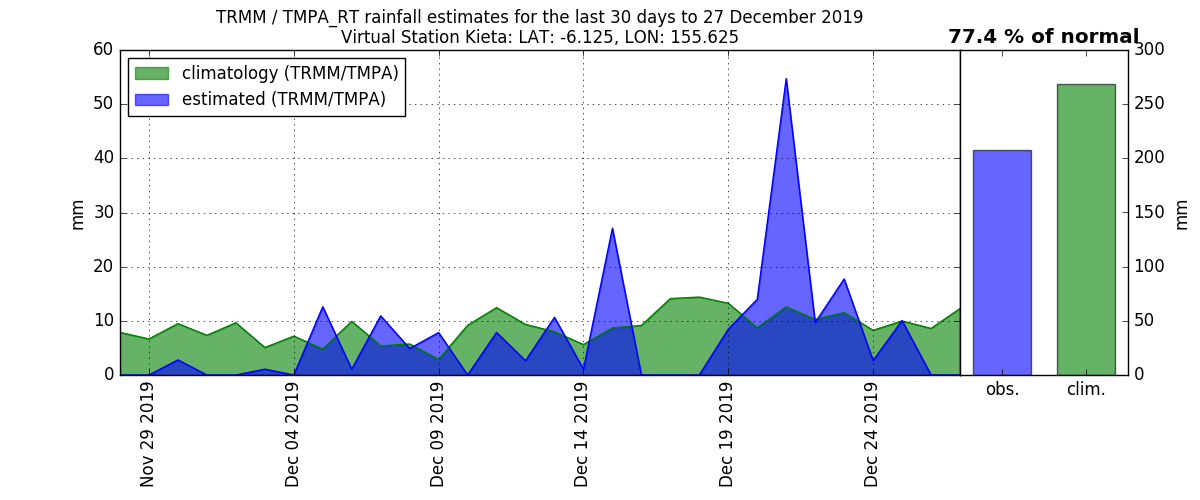 TRMM / TMPA_RT rainfall estimates for the last 30 days to 27 December 2019
Virtual Station Kieta: LAT: -6.125, LON: 155.625
77.4 % of normal
climatology (TRMM/TMPA)
estimated (TRMM/TMPA)
60
50
40
30
20
10
0
mm
Nov 29 2019
Dec 04 2019
Dec 09 2019
Dec 14 2019
Dec 19 2019
Dec 24 2019
obs.
clim.
300
250
200
150
100
50
0
mm